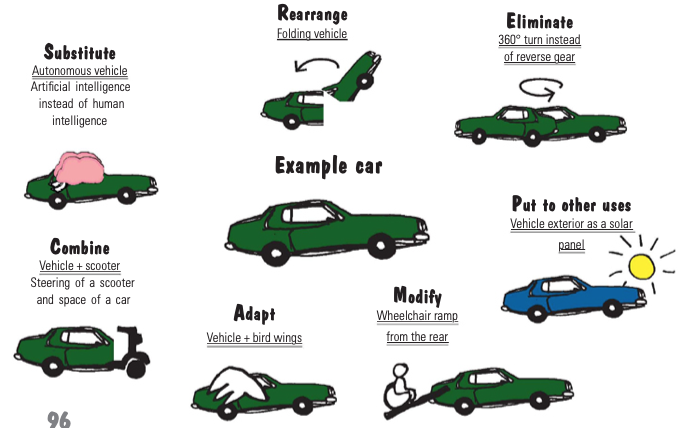 Substitute
Autonomous vehicle
Artificial intelligence
instead of human
intelligence
Rearrange
Folding vehicle
Eliminate
360° turn instead
of reverse gear
Example car
Combine
Vehicle + scooter
Steering of a scooter
and space of a car
Adapt
Vehicle + bird wings
Modify
Wheelchair ramp
from the rear
Put to other uses
Vehicle exterior as a solar
panel
96